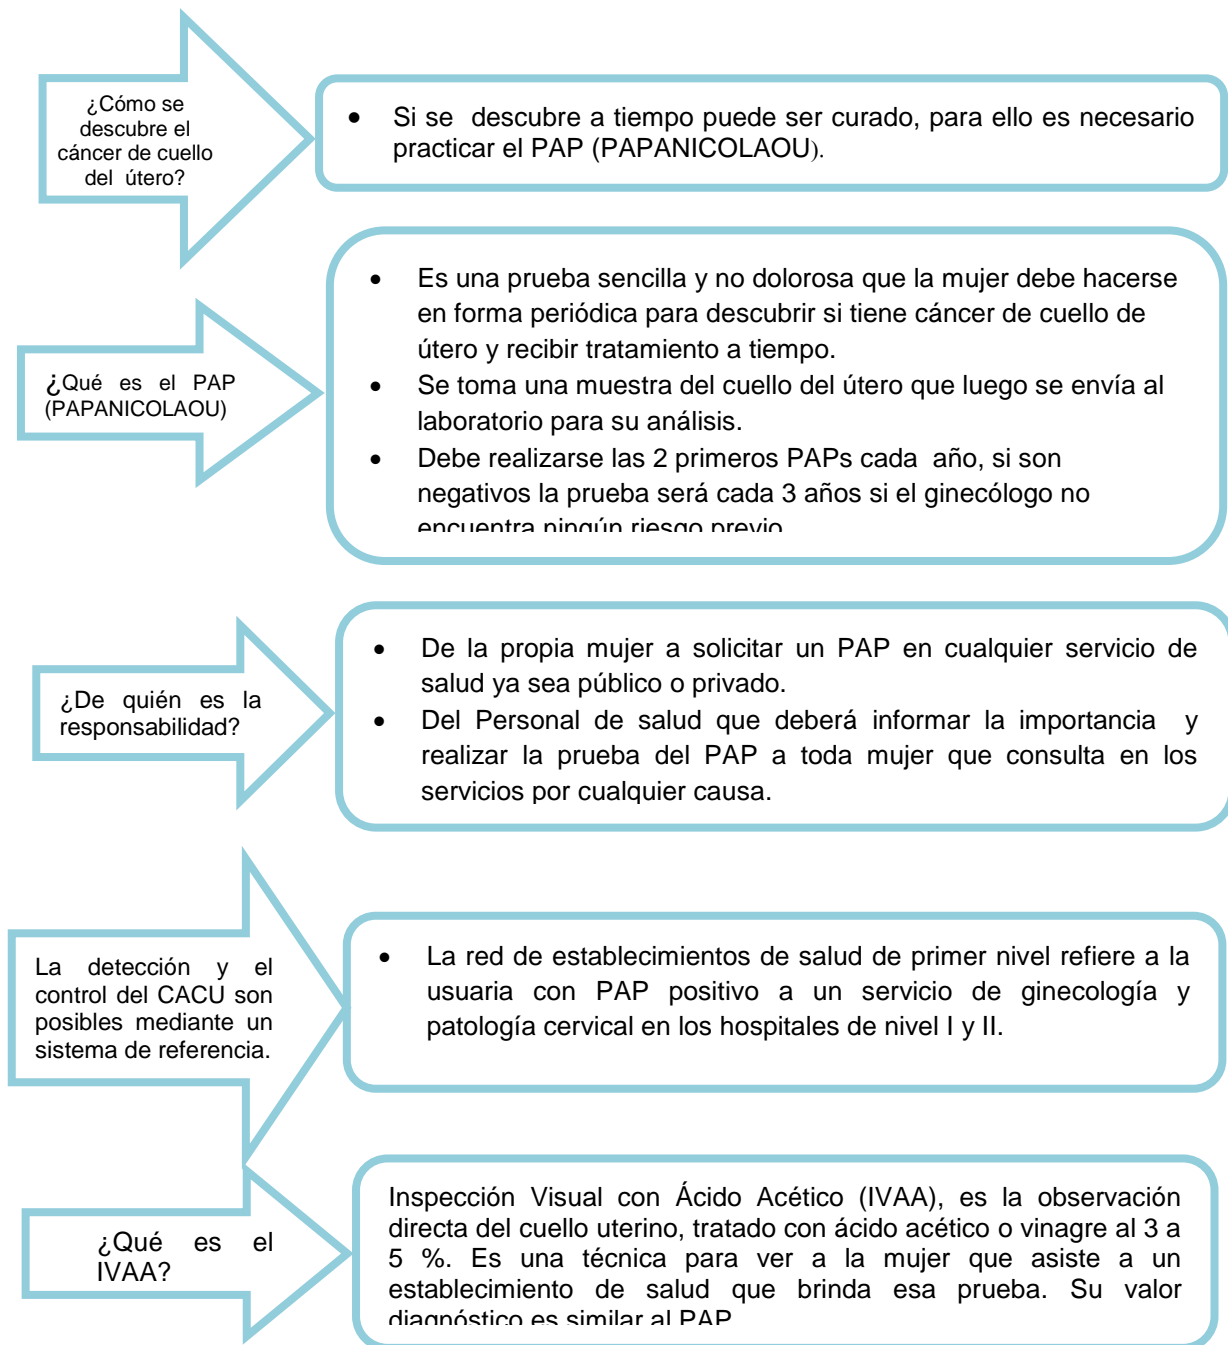 ¿Cómo se
descubre el
cáncer de cuello
del útero?
• Si se descubre a tiempo puede ser curado, para ello es necesario
practicar el PAP (PAPANICOLAOU).
¿Qué es el PAP
(PAPANICOLAOU)
• Es una prueba sencilla y no dolorosa que la mujer debe hacerse
en forma periódica para descubrir si tiene cáncer de cuello de
útero y recibir tratamiento a tiempo.
• Se toma una muestra del cuello del útero que luego se envía al
laboratorio para su análisis.
• Debe realizarse las 2 primeros PAPs cada año, si son
negativos la prueba será cada 3 años si el ginecólogo no
encuentra ningún riesgo previo
¿De quién es la
responsabilidad?
• De la propia mujer a solicitar un PAP en cualquier servicio de
salud ya sea público o privado.
• Del Personal de salud que deberá informar la importancia y
realizar la prueba del PAP a toda mujer que consulta en los
servicios por cualquier causa.
La detección y el
control del CACU son
posibles mediante un
sistema de referencia.
• La red de establecimientos de salud de primer nivel refiere a la
usuaria con PAP positivo a un servicio de ginecología y
patología cervical en los hospitales de nivel I y II.
¿Qué es el
IVAA?
Inspección Visual con Ácido Acético (IVAA), es la observación
directa del cuello uterino, tratado con ácido acético o vinagre al 3 a
5 %. Es una técnica para ver a la mujer que asiste a un
establecimiento de salud que brinda esa prueba. Su valor
diagnóstico es similar al PAP